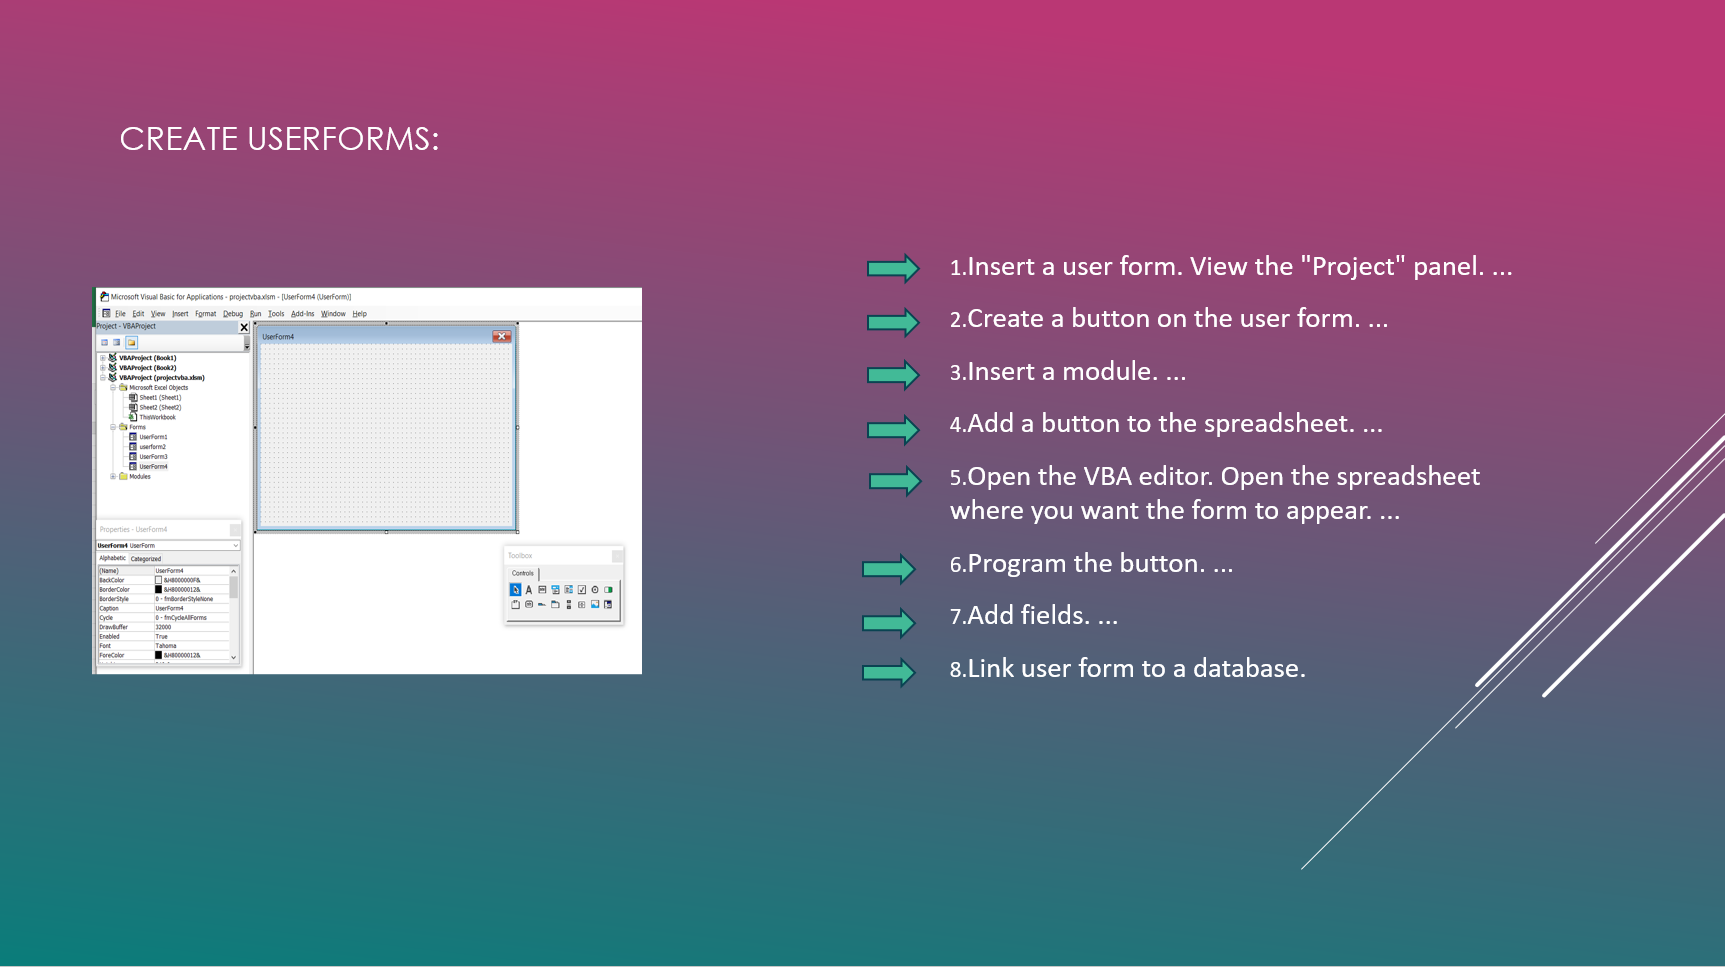 CREATE USERFORMS:
Microsoft Visual Basic for Applications - projectvba.xlsm - [UserForm4 (UserForm)]
File Edit View Insert Format Debug Run Tools Add-Ins Window Help
Project - VBAProject
VBAProject (Book1)
VBAProject (Book2)
VBAProject (projectvba.xlsm)
Microsoft Excel Objects
Sheet1 (Sheet1)
Sheet2 (Sheet2)
ThisWorkbook
Forms
UserForm1
userform2
UserForm3
UserForm4
Modules
Properties - UserForm4
UserForm4 UserForm
Alphabetic Categorized
(Name) UserForm4
BackColor &H8000000F&
BorderColor &H80000012&
BorderStyle 0 - fmBorderStyleNone
Caption UserForm4
Cycle 0 - fmCycleAllForms
DrawBuffer 32000
Enabled True
Font Tahoma
ForeColor &H80000012&
UserForm4
Toolbox
Controls
1.Insert a user form. View the "Project" panel. ...
2.Create a button on the user form. ...
3.Insert a module. ...
4.Add a button to the spreadsheet. ...
5.Open the VBA editor. Open the spreadsheet
where you want the form to appear. ...
6.Program the button. ...
7.Add fields. ...
8.Link user form to a database.